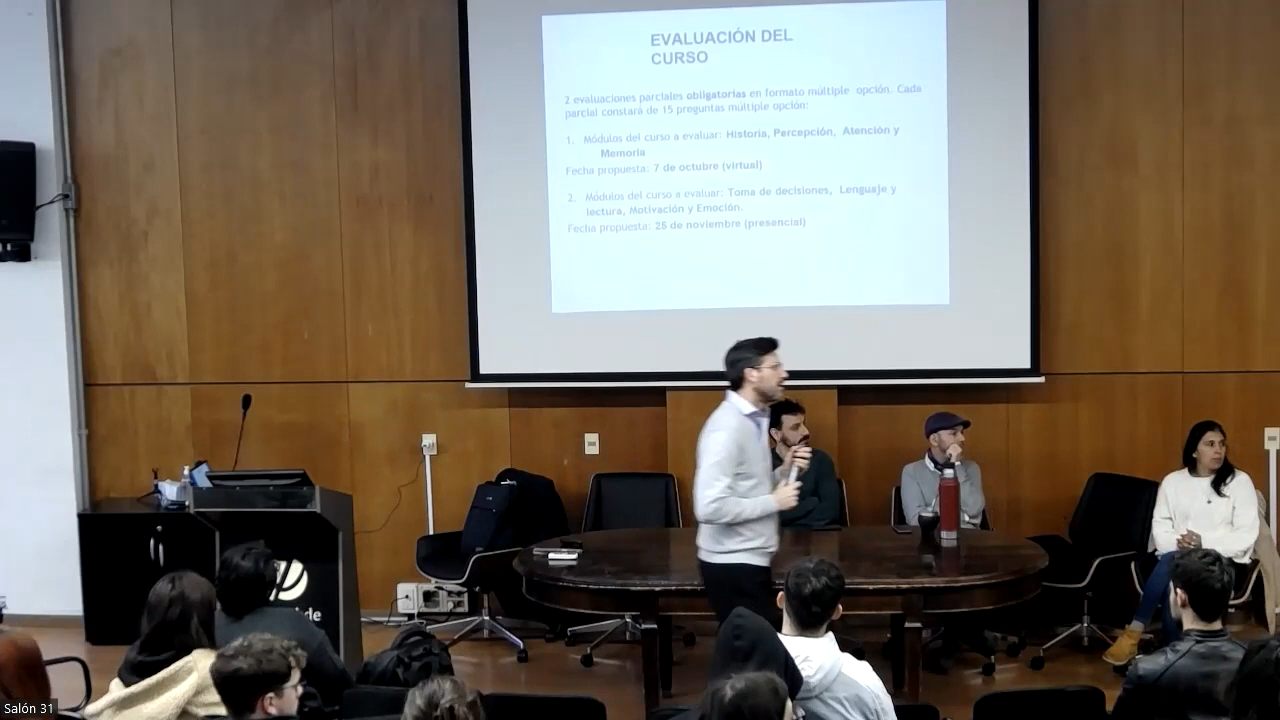 EVALUACIÓN DEL
CURSO
2 evaluaciones parciales obligatorias en formato múltiple opción. Cada
parcial constará de 15 preguntas múltiple opción:
1. Módulos del curso a evaluar: Historia, Percepción, Atención y
Memoria
Fecha propuesta: 7 de octubre (virtual)
2. Módulos del curso a evaluar: Toma de decisiones, Lenguaje y
lectura, Motivación y Emoción.
Fecha propuesta: 25 de noviembre (presencial)
de
Salón 31